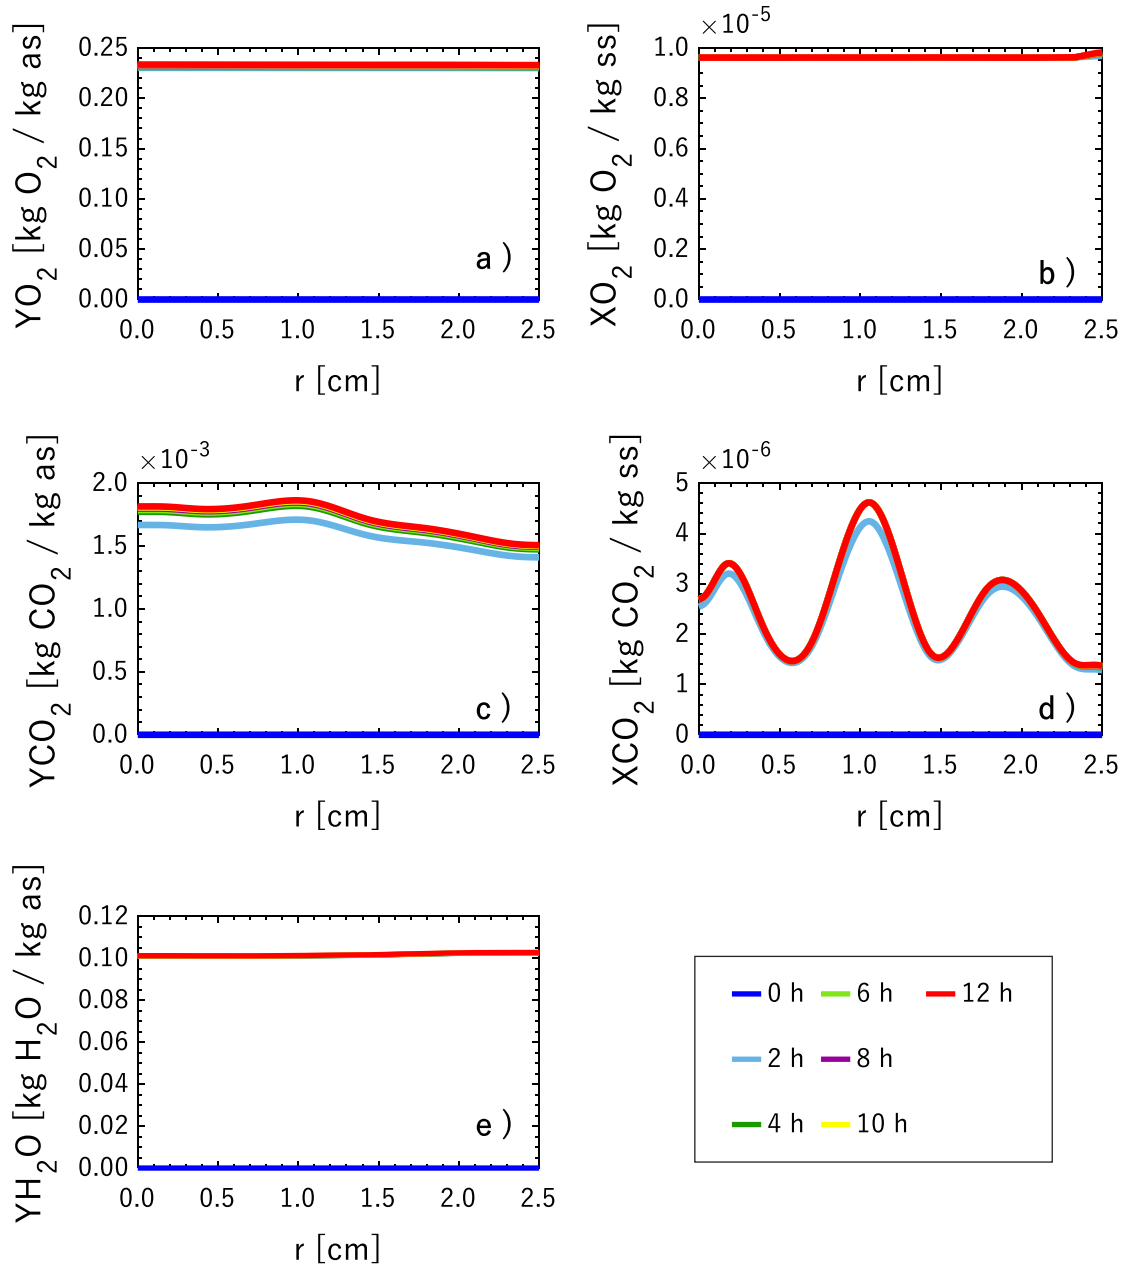 ×10⁻⁵
YO₂ [kg O₂ / kg as]
0.25
0.20
0.15
0.10
0.05
0.00
0.0 0.5 1.0 1.5 2.0 2.5
r [cm]
a )
XO₂ [kg O₂ / kg ss]
1.0
0.8
0.6
0.4
0.2
0.0
0.0 0.5 1.0 1.5 2.0 2.5
r [cm]
b )
×10⁻³
YCO₂ [kg CO₂ / kg as]
2.0
1.5
1.0
0.5
0.0
0.0 0.5 1.0 1.5 2.0 2.5
r [cm]
c )
×10⁻⁶
XCO₂ [kg CO₂ / kg ss]
5
4
3
2
1
0
0.0 0.5 1.0 1.5 2.0 2.5
r [cm]
d )
YH₂O [kg H₂O / kg as]
0.12
0.10
0.08
0.06
0.04
0.02
0.00
0.0 0.5 1.0 1.5 2.0 2.5
r [cm]
e )
0 h 6 h 12 h
2 h 8 h
4 h 10 h